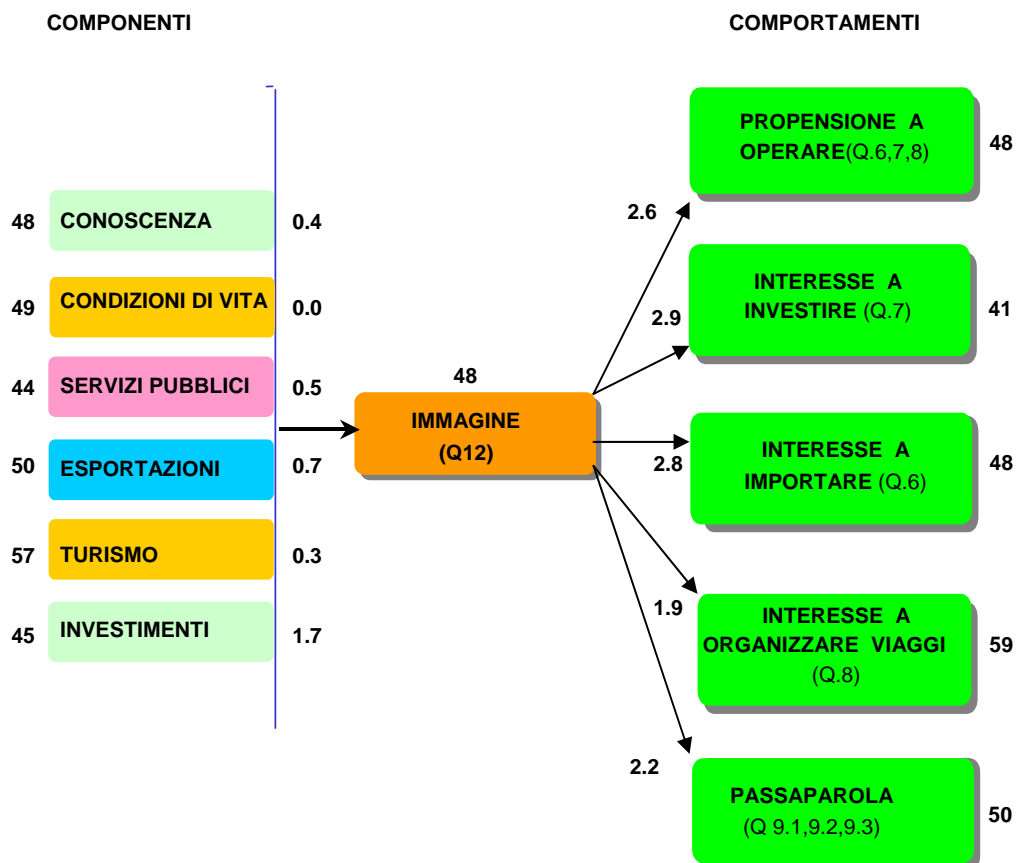 COMPONENTI
COMPORTAMENTI
PROPENSIONE A
OPERARE(Q.6,7,8)
48
2.6
48 CONOSCENZA 0.4
INTERESSE A
INVESTIRE (Q.7)
41
2.9
49 CONDIZIONI DI VITA 0.0
44 SERVIZI PUBBLICI 0.5
48
IMMAGINE
(Q12)
50 ESPORTAZIONI 0.7
INTERESSE A
IMPORTARE (Q.6)
48
2.8
57 TURISMO 0.3
45 INVESTIMENTI 1.7
1.9
INTERESSE A
ORGANIZZARE VIAGGI
(Q.8)
59
2.2
PASSAPAROLA
(Q 9.1,9.2,9.3)
50